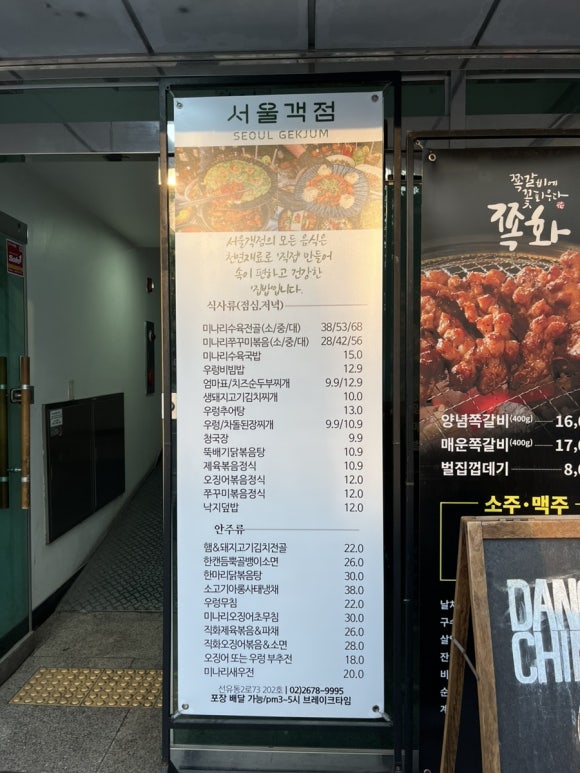 서울객점
SEOUL GEKJUM
서울객점의 모든 음식은
천연재료로 '직접' 만들어
속이 편하고 건강한
'집밥'입니다.
식사류(점심,저녁)
미나리수육전골(소/중/대) 38/53/68
미나리쭈꾸미볶음(소/중/대) 28/42/56
미나리수육국밥 15.0
우렁비빔밥 12.9
엄마표/치즈순두부찌개 9.9/12.9
생돼지고기김치찌개 10.0
우렁추어탕 13.0
우렁/차돌된장찌개 9.9/10.9
청국장 9.9
뚝배기닭볶음탕 10.9
제육볶음정식 10.9
오징어볶음정식 12.0
쭈꾸미볶음정식 12.0
낙지덮밥 12.0
안주류
햄&돼지고기김치전골 22.0
한캔듬뿍골뱅이소면 26.0
한마리닭볶음탕 30.0
소고기아롱사태냉채 38.0
우렁무침 22.0
미나리오징어초무침 30.0
직화제육볶음&파채 26.0
직화오징어볶음&소면 28.0
오징어 또는 우렁 부추전 18.0
미나리새우전 20.0
선유동2로73 202호 | 02)2678-9995
포장 배달 가능/pm3~5시 브레이크타임
쪽갈비에
꽃피우다
쪽화
양념쪽갈비(400g) 16,
매운쪽갈비(400g) 17,
벌집껍데기 8,
소주·맥주
DAN
CHI